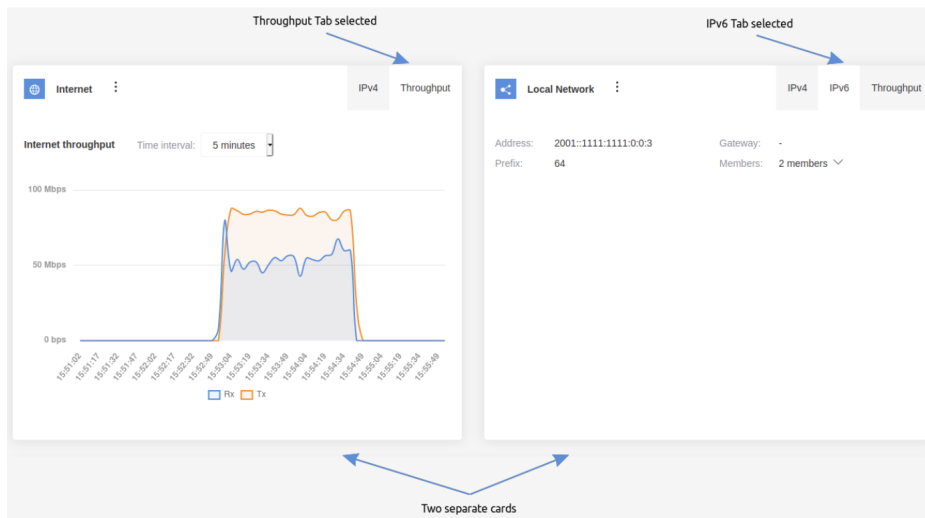 Throughput Tab selected
IPv6 Tab selected
Internet
IPv4
Throughput
Local Network
IPv4
IPv6
Throughput
Internet throughput
Time interval:
5 minutes
Address:
2001::1111:1111:0:0:3
Gateway:
-
Prefix:
64
Members:
2 members
100 Mbps
50 Mbps
0 bps
15:51:02
15:51:17
15:51:32
15:51:47
15:52:02
15:52:17
15:52:32
15:52:49
15:53:04
15:53:19
15:53:34
15:53:49
15:54:04
15:54:19
15:54:34
15:54:49
15:55:04
15:55:19
15:55:34
15:55:49
Rx
Tx
Two separate cards